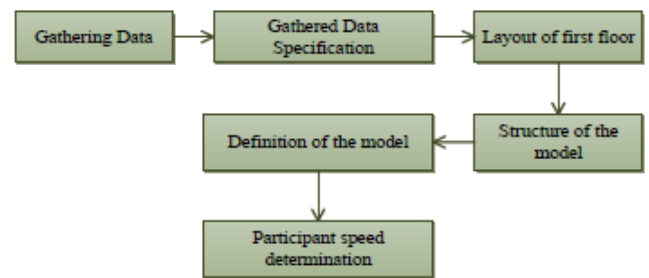 Gathering Data
Gathered Data
Specification
Layout of first floor
Structure of the
model
Definition of the model
Participant speed
determination